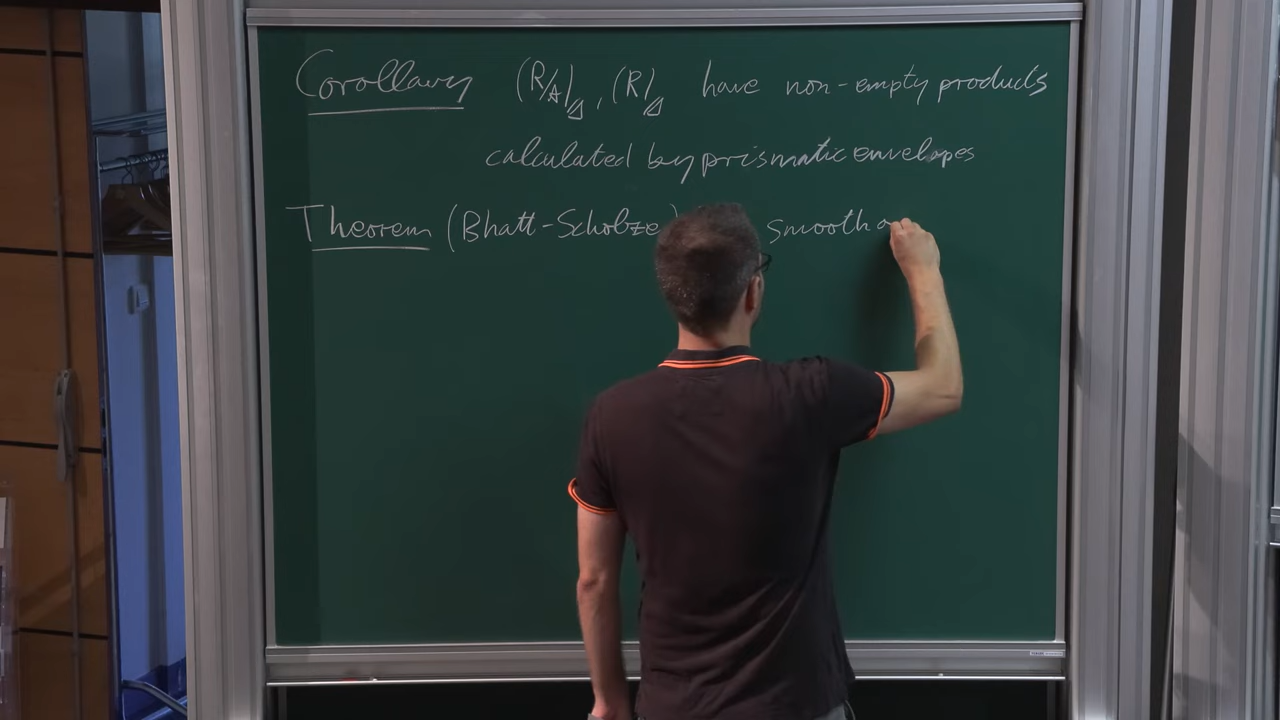 Corollary (R/A)_Δ, (R)_Δ have non-empty products
calculated by prismatic envelopes
Theorem (Bhatt-Scholze) smooth